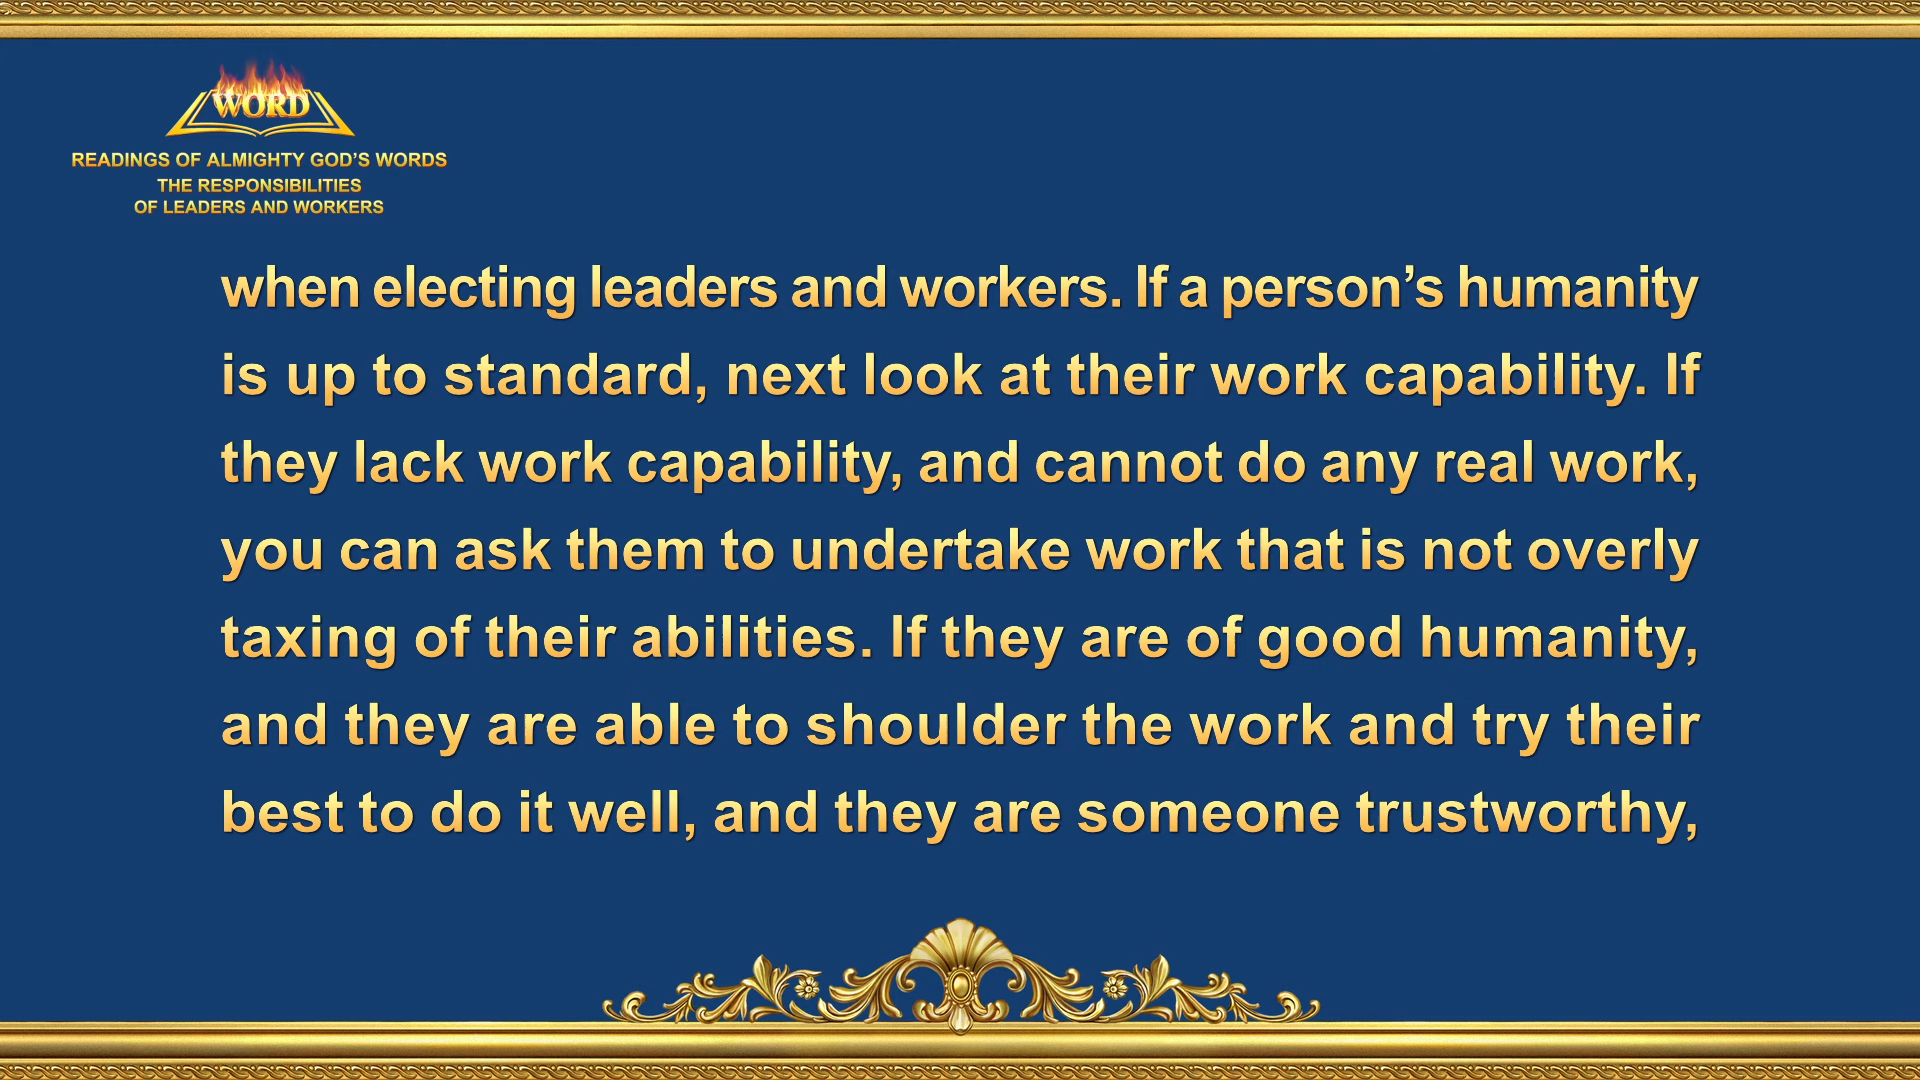 WORD
READINGS OF ALMIGHTY GOD’S WORDS
THE RESPONSIBILITIES
OF LEADERS AND WORKERS
when electing leaders and workers. If a person’s humanity
is up to standard, next look at their work capability. If
they lack work capability, and cannot do any real work,
you can ask them to undertake work that is not overly
taxing of their abilities. If they are of good humanity,
and they are able to shoulder the work and try their
best to do it well, and they are someone trustworthy,